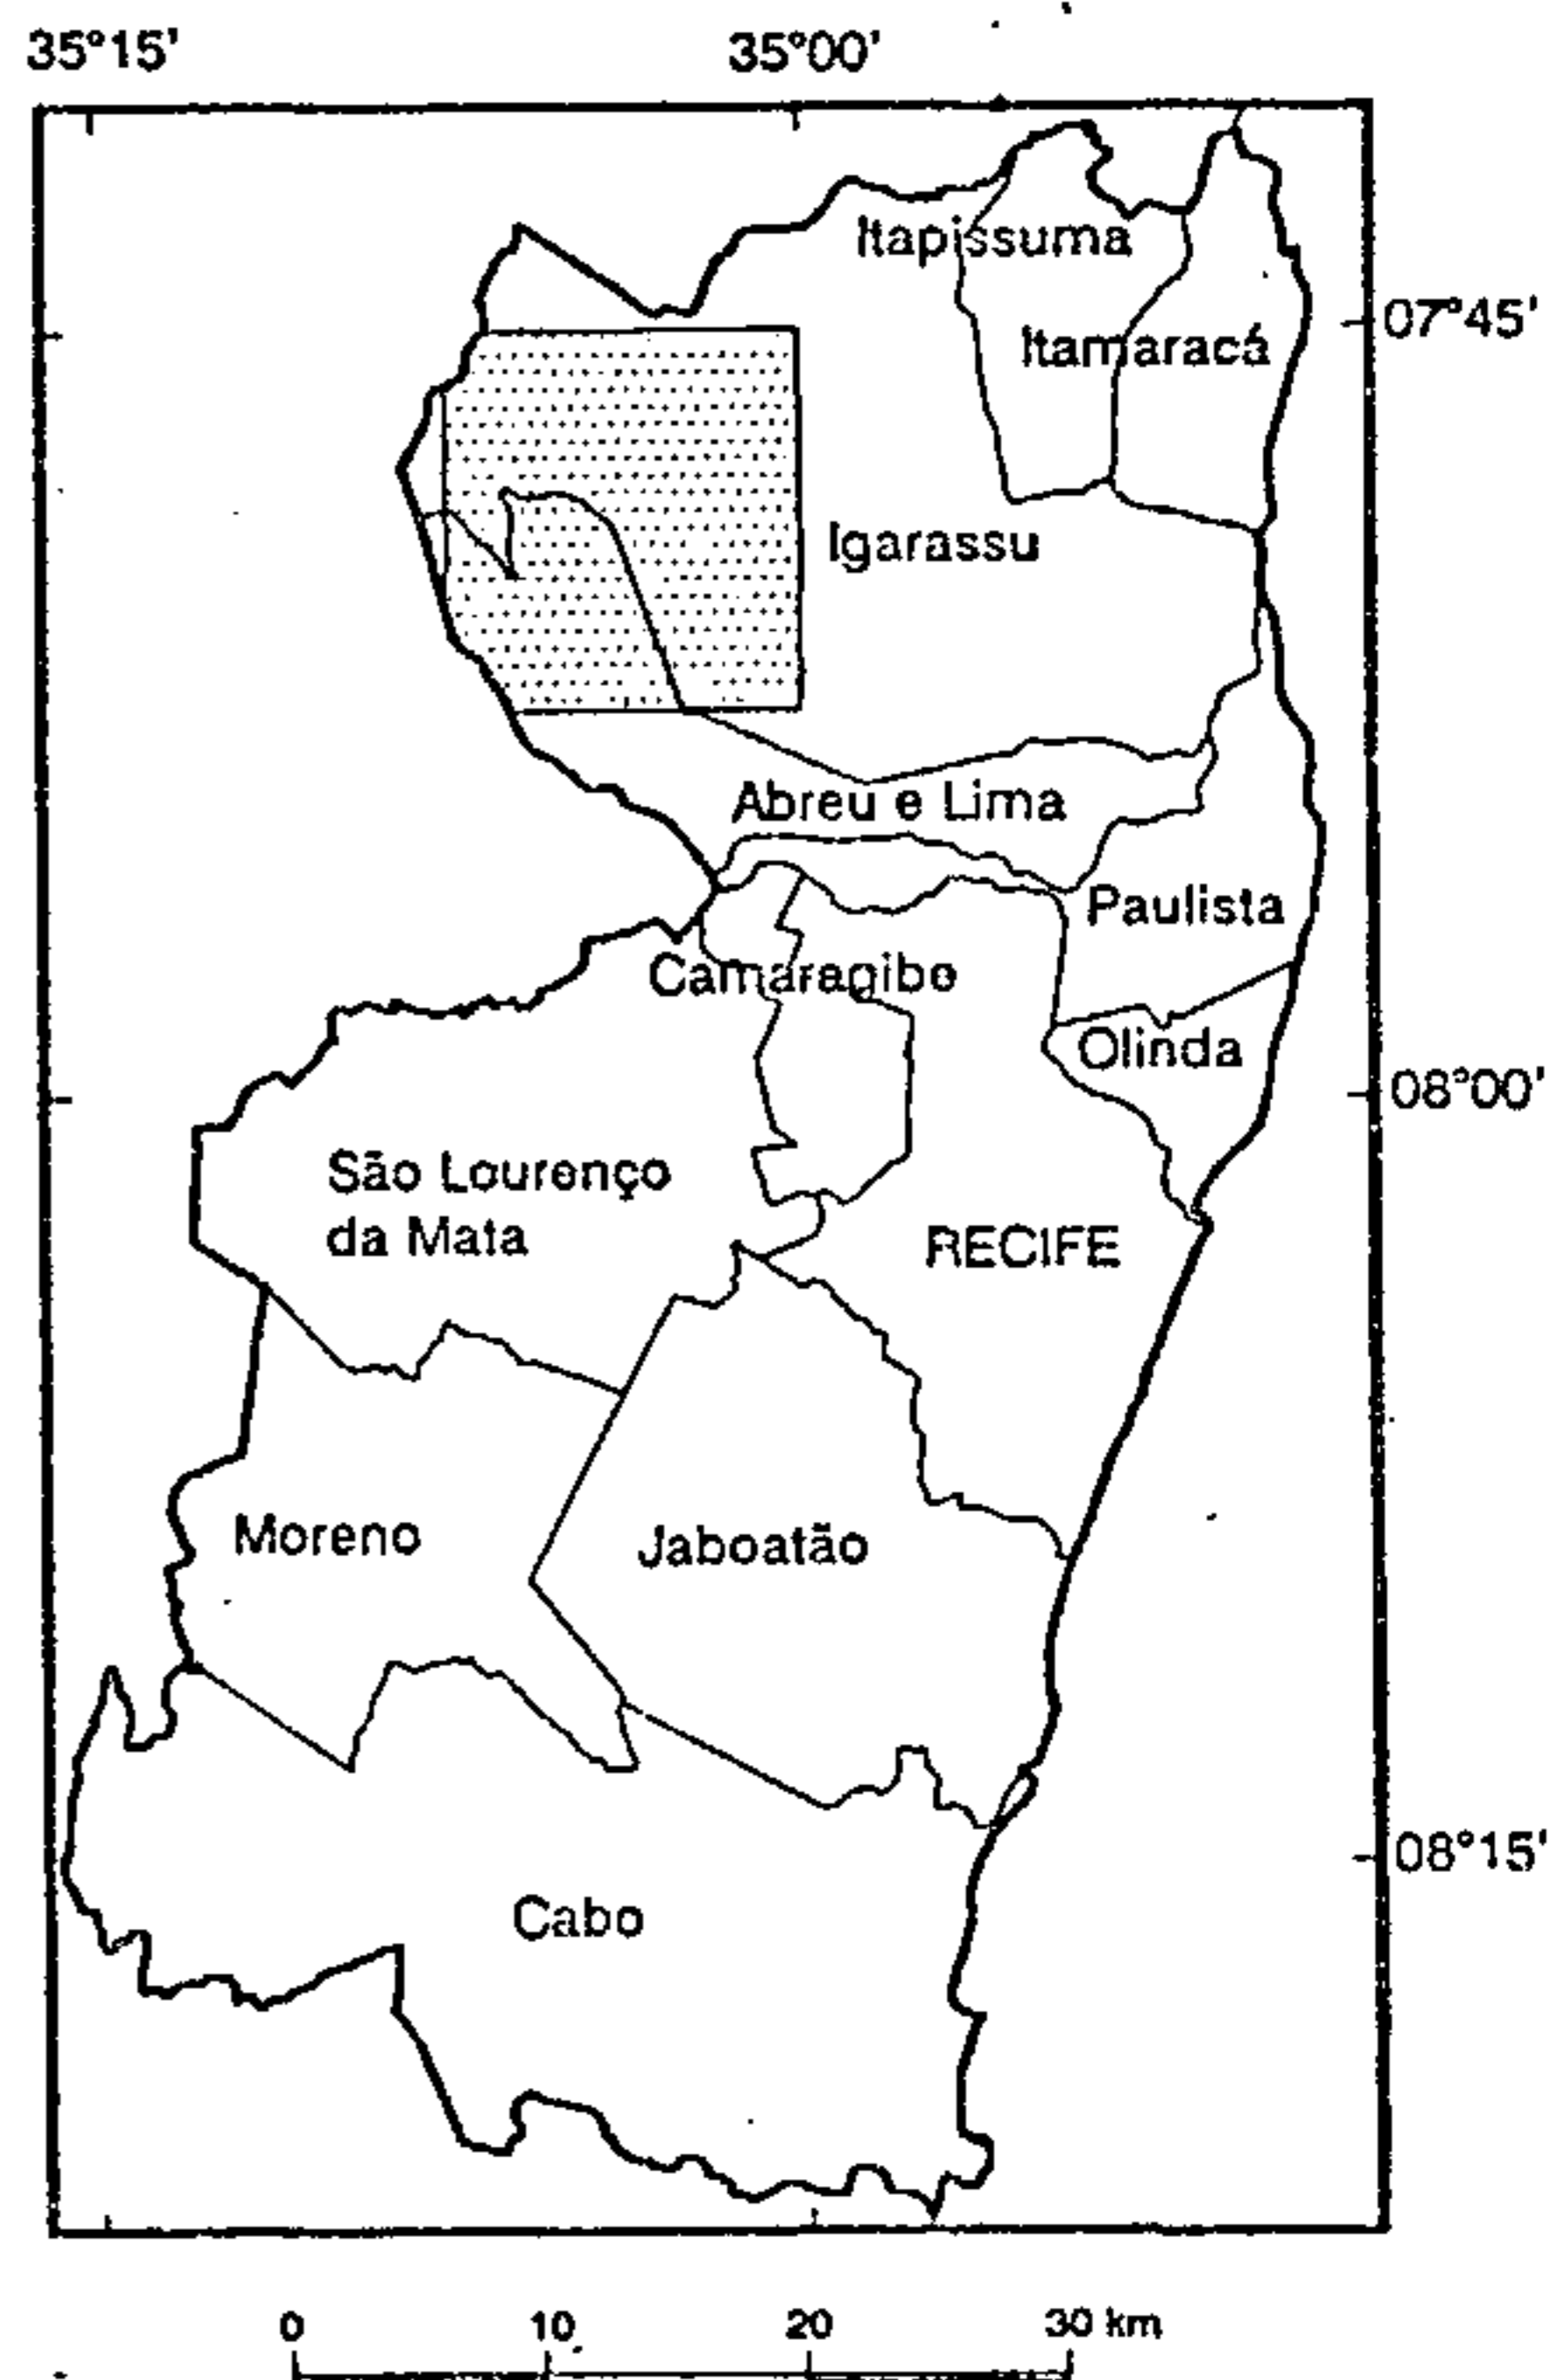 35°15'
35°00'
Itapissuma
07°45'
Itamaracá
Igarassu
Abreu e Lima
Paulista
Camaragibe
Olinda
08°00'
São Lourenço
da Mata
RECIFE
Moreno
Jaboatão
08°15'
Cabo
0 10 20 30 km